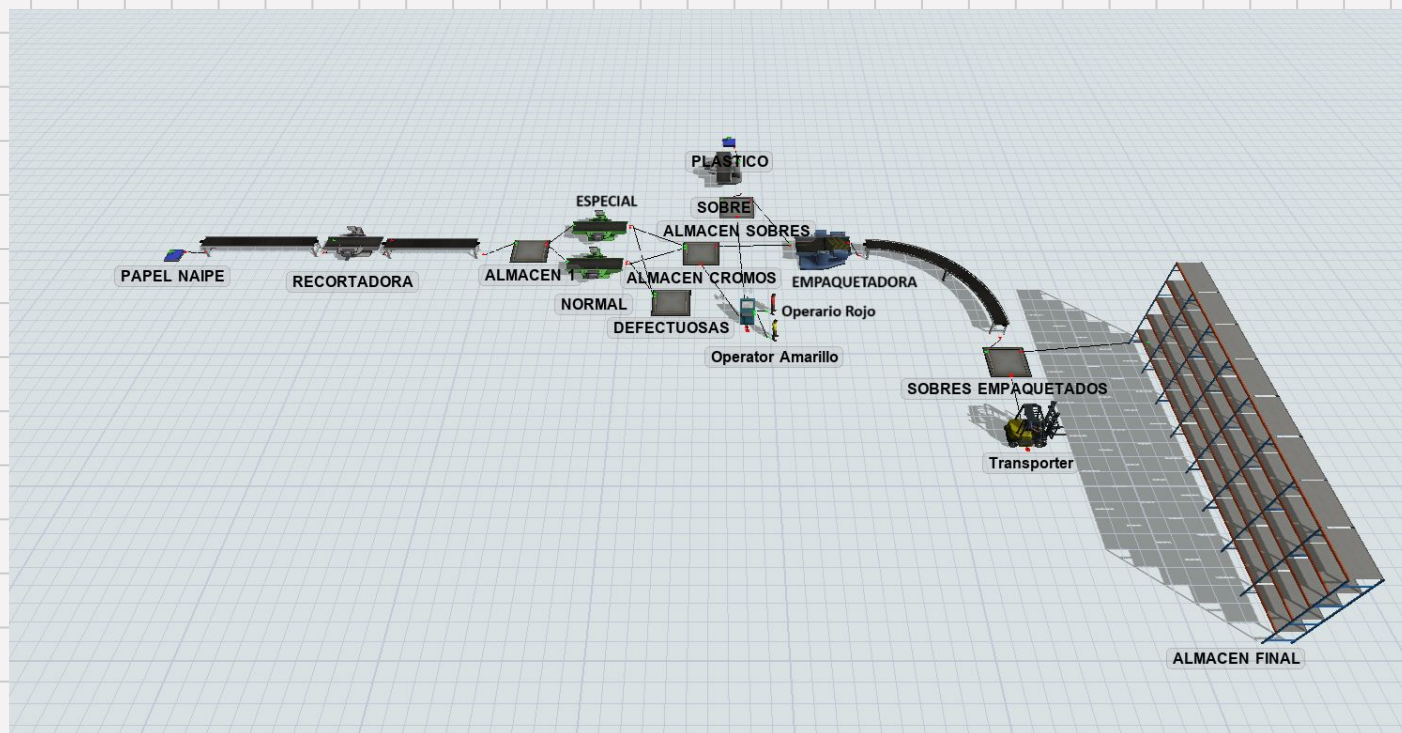 PLASTICO
ESPECIAL
SOBRE
ALMACEN SOBRES
PAPEL NAIPE
RECORTADORA
ALMACEN 1
ALMACEN CROMOS
EMPAQUETADORA
NORMAL
DEFECTUOSAS
Operario Rojo
Operator Amarillo
SOBRES EMPAQUETADOS
Transporter
ALMACEN FINAL